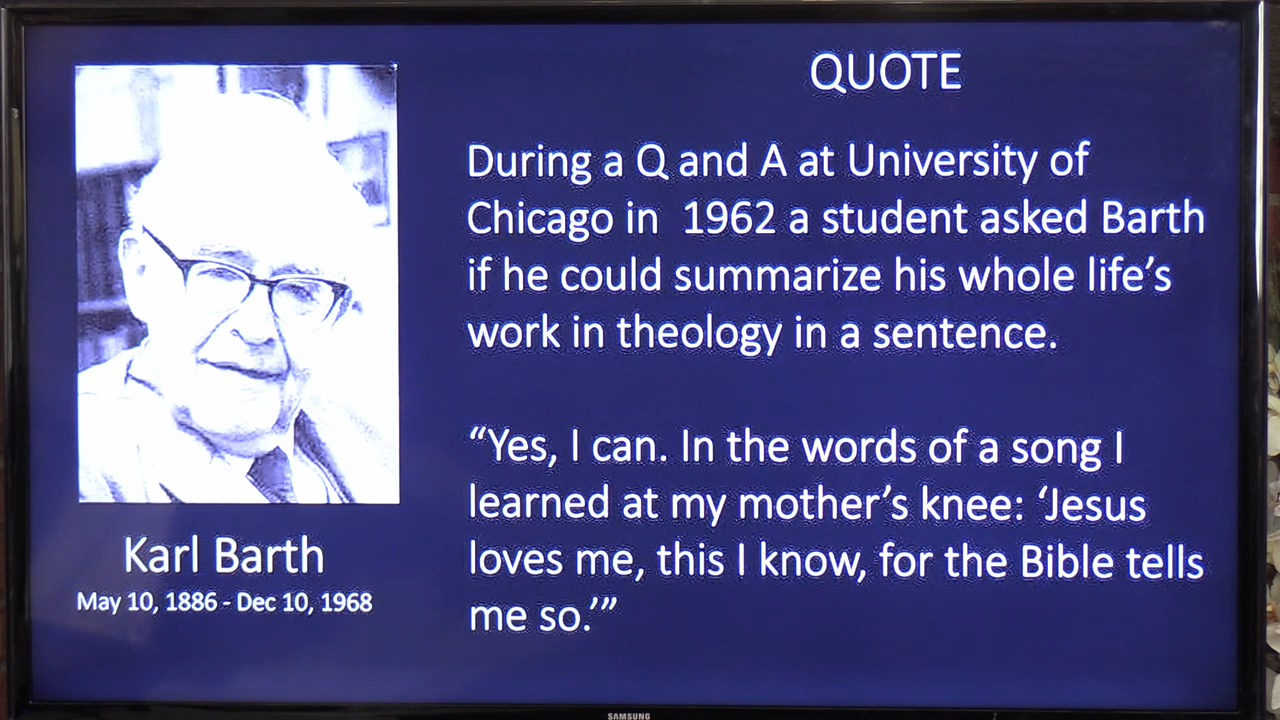 QUOTE
During a Q and A at University of
Chicago in 1962 a student asked Barth
if he could summarize his whole life's
work in theology in a sentence.
“Yes, I can. In the words of a song I
learned at my mother’s knee: ‘Jesus
loves me, this I know, for the Bible tells
me so.’”
Karl Barth
May 10, 1886 - Dec 10, 1968
SAMSUNG